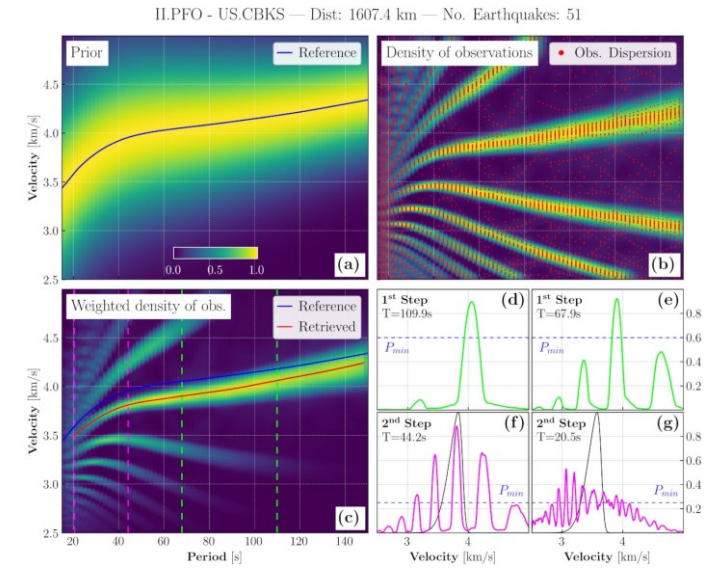 II.PFO - US.CBKS — Dist: 1607.4 km — No. Earthquakes: 51
Prior
Reference
4.5
4.0
3.5
3.0
2.5
Velocity [km/s]
0.0 0.5 1.0
(a)
Density of observations
Obs. Dispersion
(b)
Weighted density of obs.
Reference
Retrieved
4.5
4.0
3.5
3.0
2.5
Velocity [km/s]
(c)
20 40 60 80 100 120 140
Period [s]
1st Step
T=109.9s
(d)
Pmin
1st Step
T=67.9s
(e)
Pmin
0.8
0.6
0.4
0.2
2nd Step
T=44.2s
(f)
Pmin
2nd Step
T=20.5s
(g)
Pmin
0.8
0.6
0.4
0.2
3 4
Velocity [km/s]
3 4
Velocity [km/s]